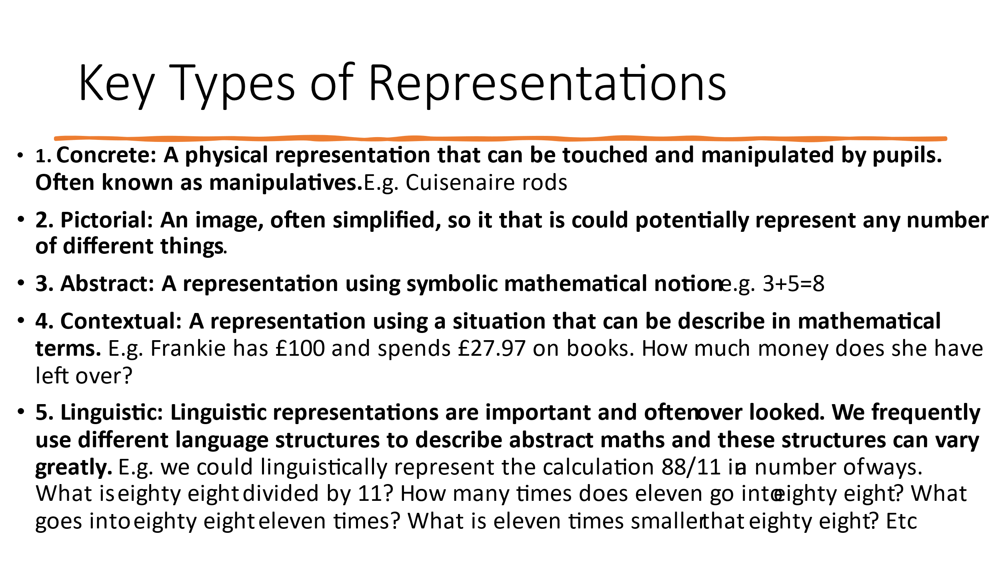 Key Types of Representations
• 1. Concrete: A physical representation that can be touched and manipulated by pupils.
Often known as manipulatives. E.g. Cuisenaire rods
• 2. Pictorial: An image, often simplified, so it that is could potentially represent any number
of different things.
• 3. Abstract: A representation using symbolic mathematical notion e.g. 3+5=8
• 4. Contextual: A representation using a situation that can be describe in mathematical
terms. E.g. Frankie has £100 and spends £27.97 on books. How much money does she have
left over?
• 5. Linguistic: Linguistic representations are important and often over looked. We frequently
use different language structures to describe abstract maths and these structures can vary
greatly. E.g. we could linguistically represent the calculation 88/11 in a number of ways.
What is eighty eight divided by 11? How many times does eleven go into eighty eight? What
goes into eighty eight eleven times? What is eleven times smaller that eighty eight? Etc